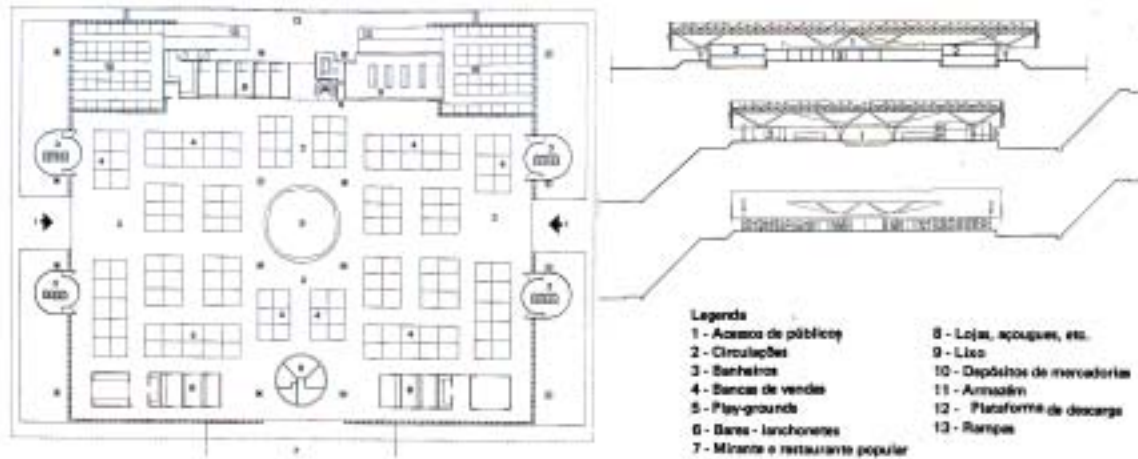 Legenda
1 - Acessos de públicos
2 - Circulações
3 - Banheiros
4 - Bancas de vendas
5 - Play-grounds
6 - Bares - lanchonetes
7 - Mirante e restaurante popular
8 - Lojas, açougues, etc.
9 - Lixo
10 - Depósitos de mercadorias
11 - Armazém
12 - Plataforma de descarga
13 - Rampas